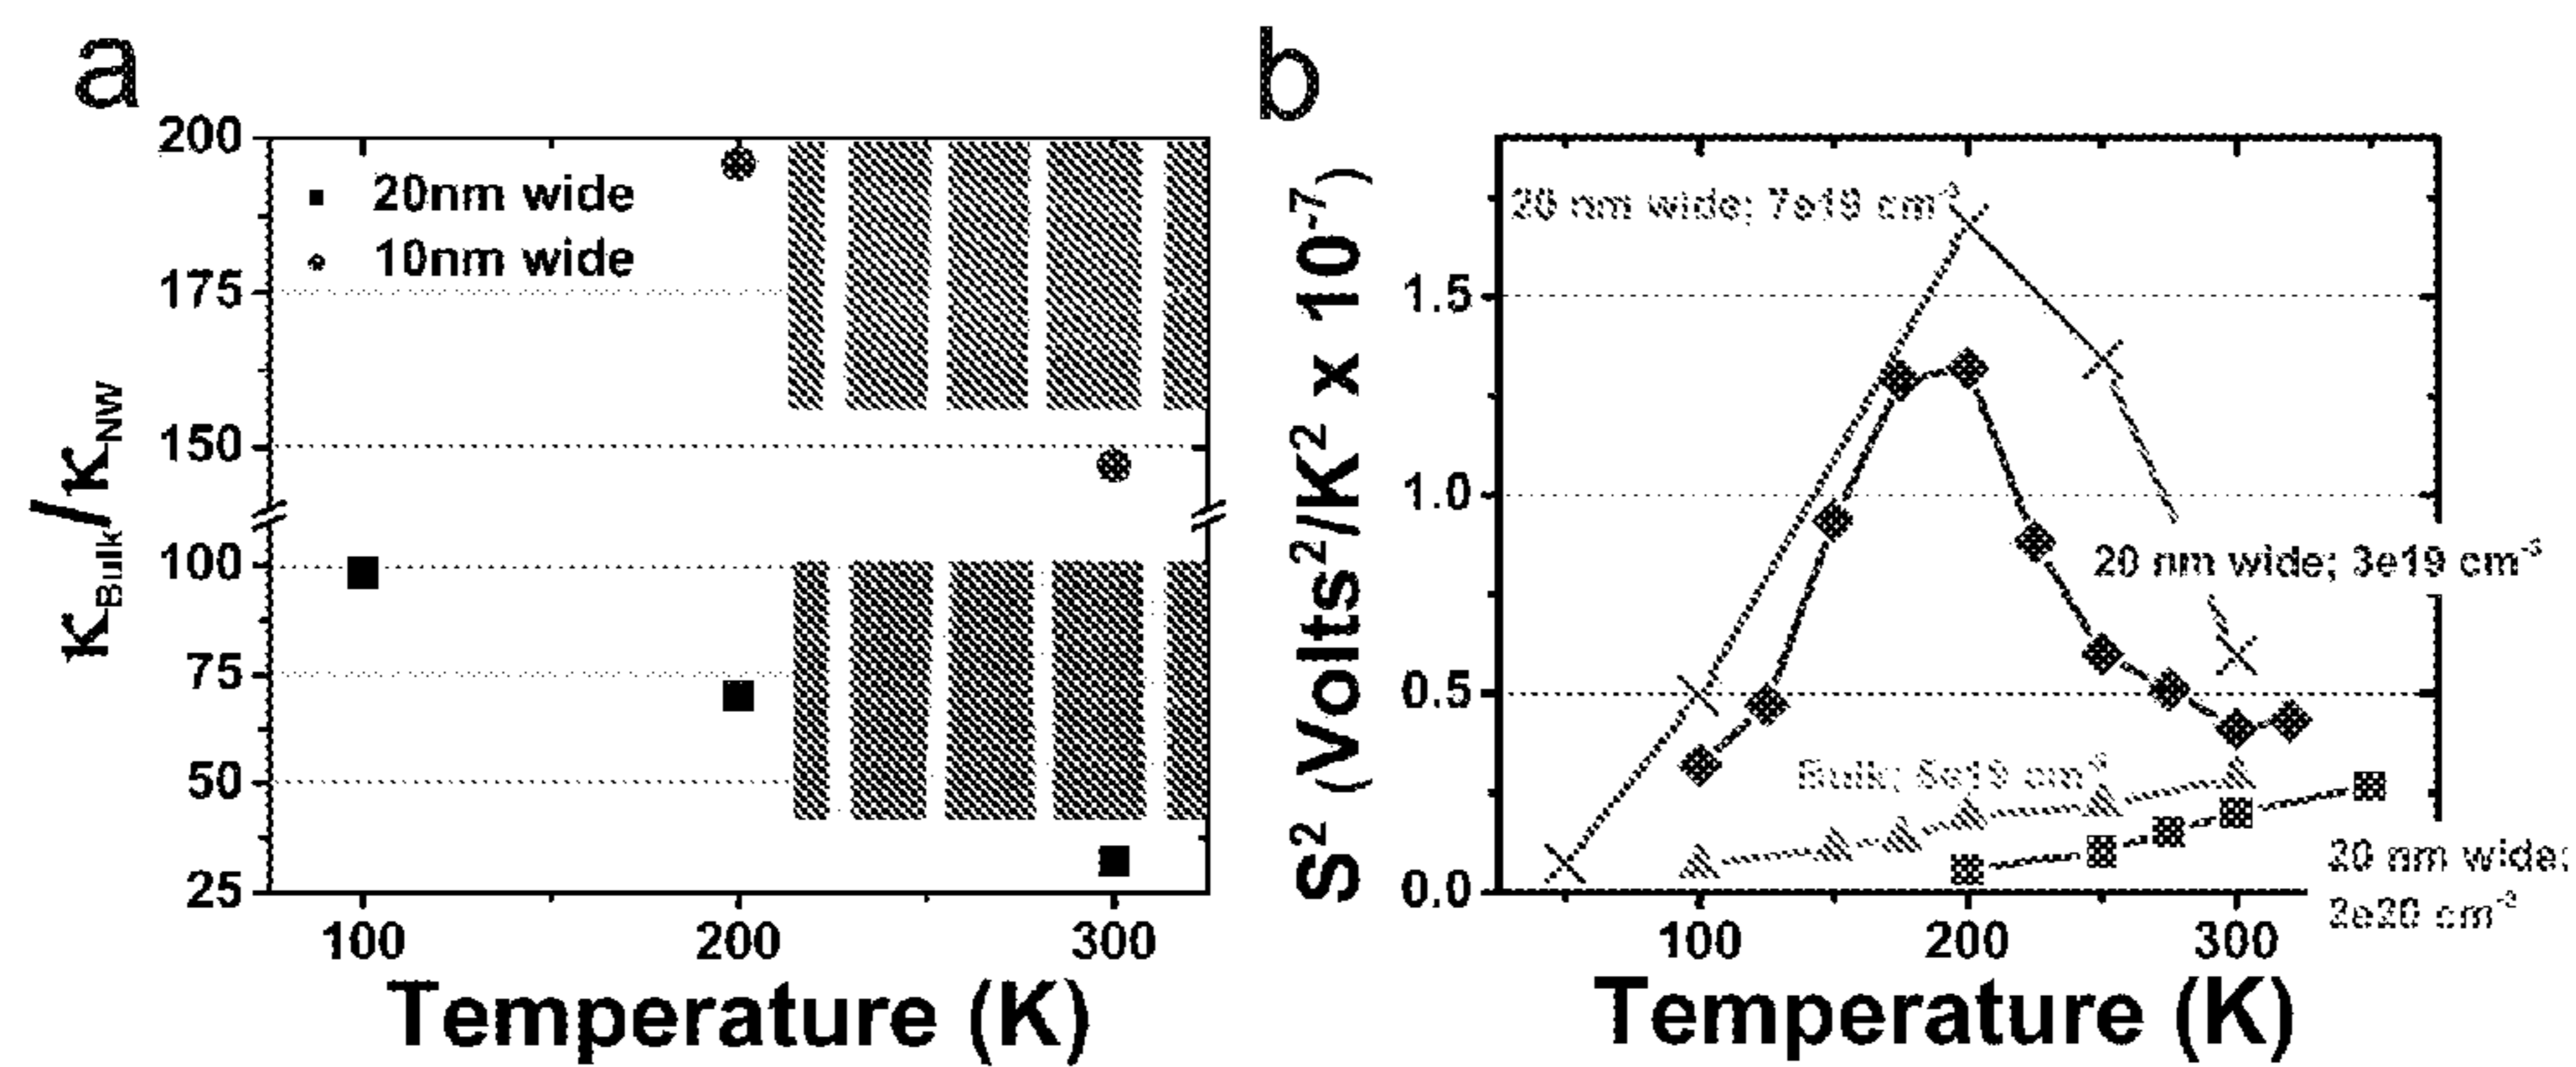 a
200
20nm wide
10nm wide
175
150
100
75
50
25
κBulk/κNW
100 200 300
Temperature (K)
b
S² (Volts²/K² x 10⁻⁷)
20 nm wide; 7e19 cm⁻³
1.5
1.0
20 nm wide; 3e19 cm⁻³
0.5
Bulk; 5e19 cm⁻³
0.0
20 nm wide;
2e20 cm⁻³
100 200 300
Temperature (K)